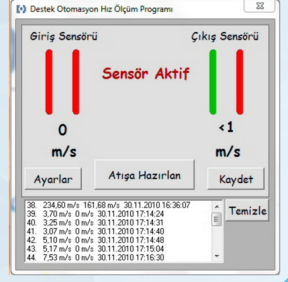 Destek Otomasyon Hız Ölçüm Programı
Giriş Sensörü Çıkış Sensörü
Sensör Aktif
0 <1
m/s m/s
Ayarlar Atışa Hazırlan Kaydet
38. 234,60 m/s 161,68 m/s 30.11.2010 16:36:07
39. 3,70 m/s 0 m/s 30.11.2010 17:14:24
40. 3,25 m/s 0 m/s 30.11.2010 17:14:31
41. 3,07 m/s 0 m/s 30.11.2010 17:14:40
42. 5,10 m/s 0 m/s 30.11.2010 17:14:48
43. 5,17 m/s 0 m/s 30.11.2010 17:15:04
44. 7,53 m/s 0 m/s 30.11.2010 17:16:30
Temizle